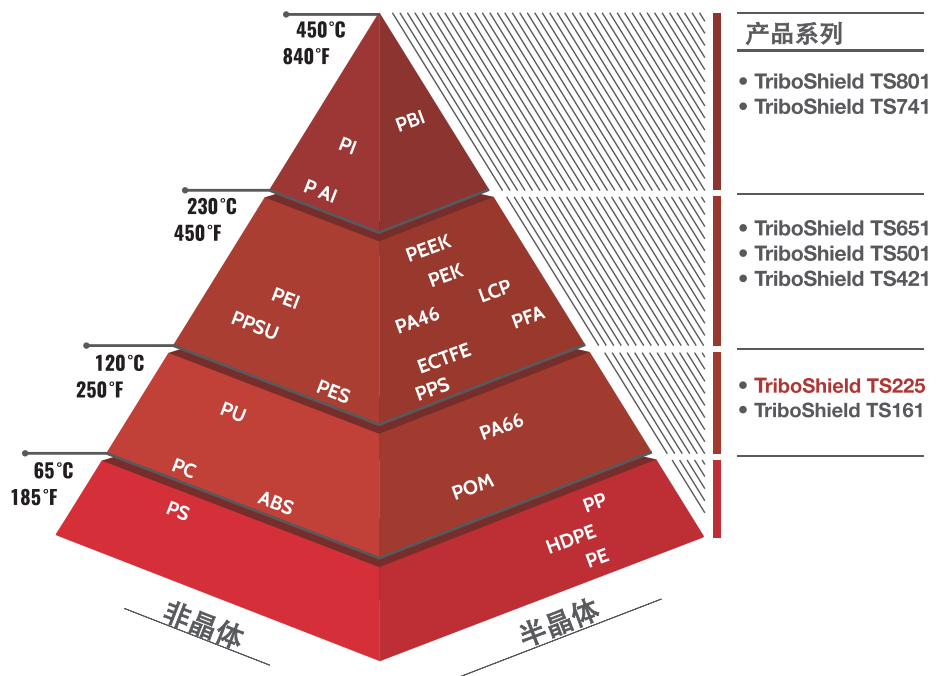 450°C
840°F
产品系列
• TriboShield TS801
• TriboShield TS741
PBI
PI
P AI
230°C
450°F
• TriboShield TS651
• TriboShield TS501
• TriboShield TS421
PEEK
PEK
LCP
PEI
PA46
PFA
PPSU
ECTFE
PES
PPS
120°C
250°F
• TriboShield TS225
• TriboShield TS161
PU
PA66
PC
ABS
POM
65°C
185°F
PS
PP
HDPE
PE
非晶体
半晶体